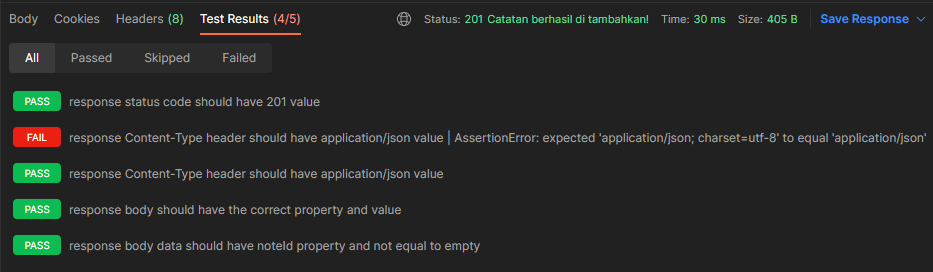 Body Cookies Headers (8) Test Results (4/5) Status: 201 Catatan berhasil di tambahkan! Time: 30 ms Size: 405 B Save Response
All Passed Skipped Failed
PASS response status code should have 201 value
FAIL response Content-Type header should have application/json value | AssertionError: expected 'application/json; charset=utf-8' to equal 'application/json'
PASS response Content-Type header should have application/json value
PASS response body should have the correct property and value
PASS response body data should have noteId property and not equal to empty